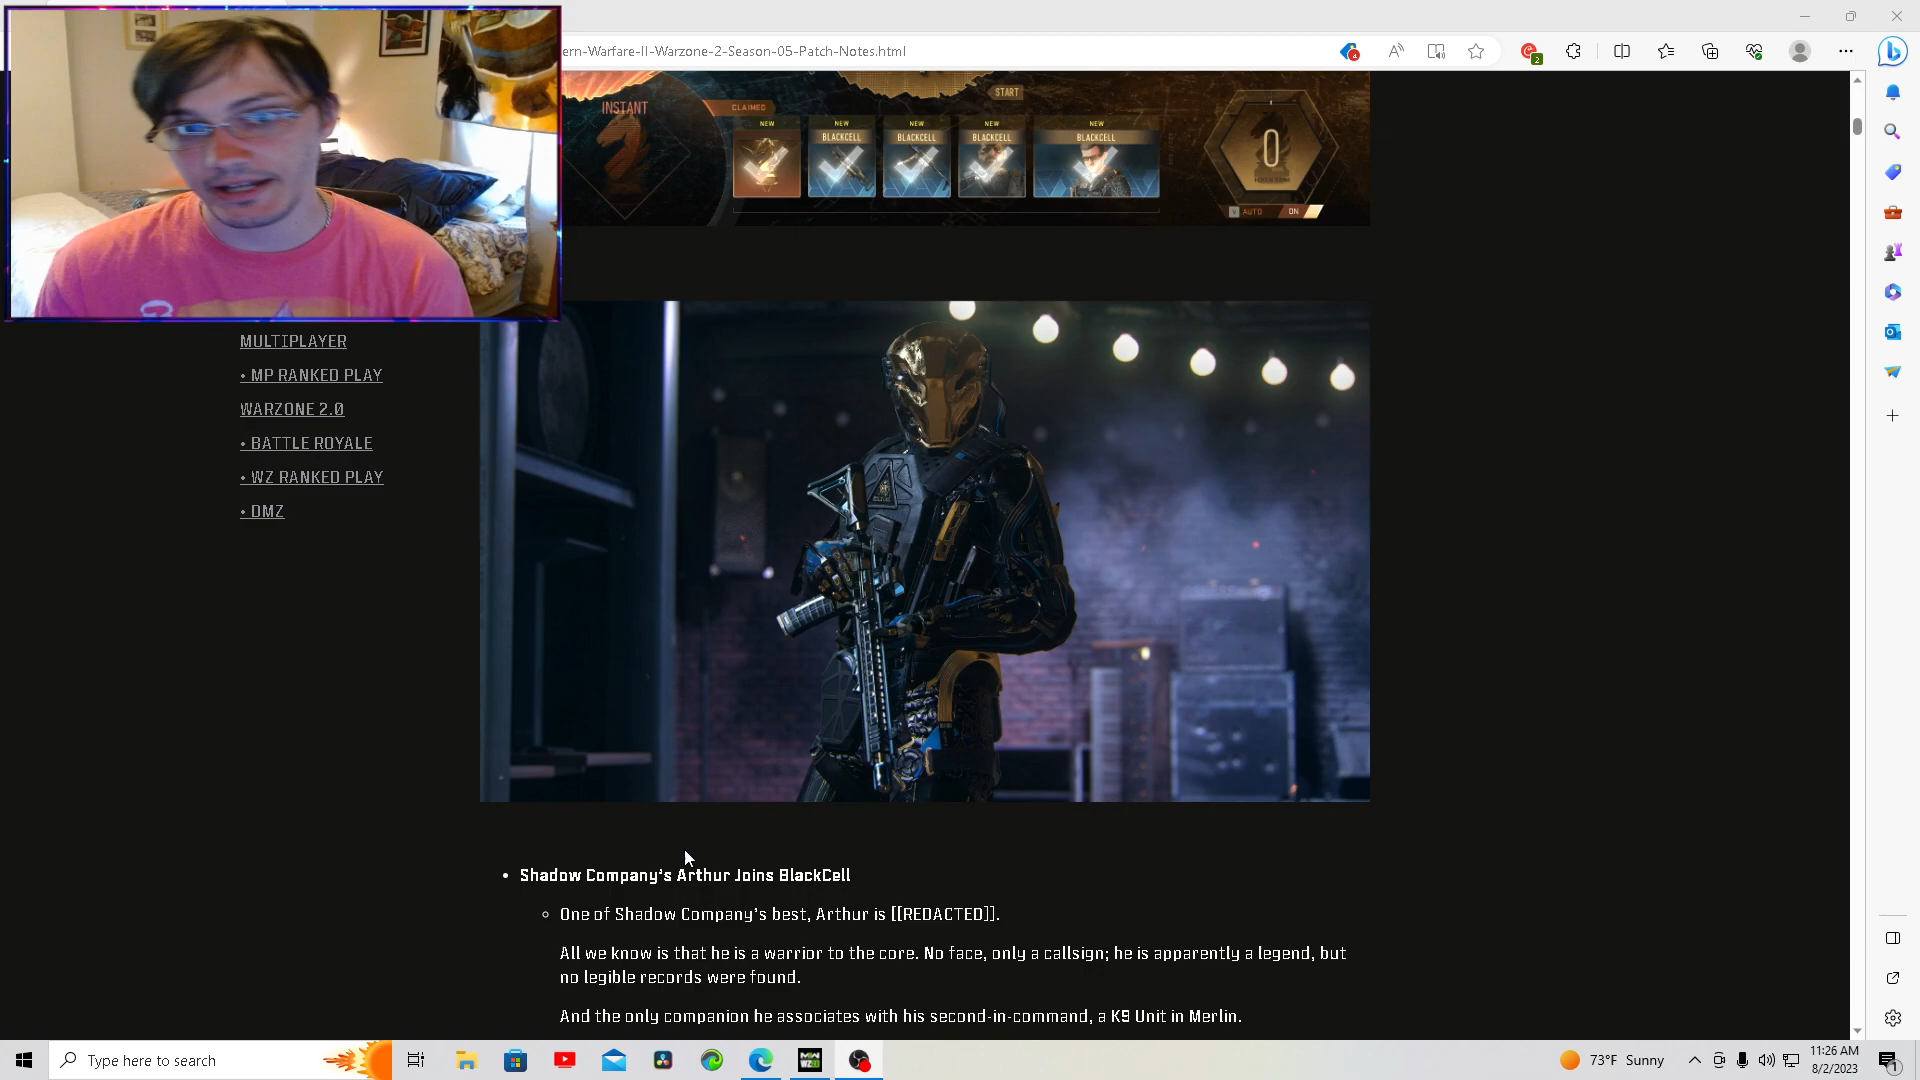 ern-Warfare-II-Warzone-2-Season-05-Patch-Notes.html
4
2
INSTANT
CLAIMED
START
NEW
NEW
NEW
NEW
NEW
BLACKCELL
BLACKCELL
BLACKCELL
BLACKCELL
0
AUTO ON
MULTIPLAYER
• MP RANKED PLAY
WARZONE 2.0
• BATTLE ROYALE
• WZ RANKED PLAY
• DMZ
• Shadow Company's Arthur Joins BlackCell
One of Shadow Company's best, Arthur is [[REDACTED]].
All we know is that he is a warrior to the core. No face, only a callsign; he is apparently a legend, but
no legible records were found.
And the only companion he associates with his second-in-command, a K9 Unit in Merlin.
Type here to search
73°F Sunny
11:26 AM
8/2/2023
1